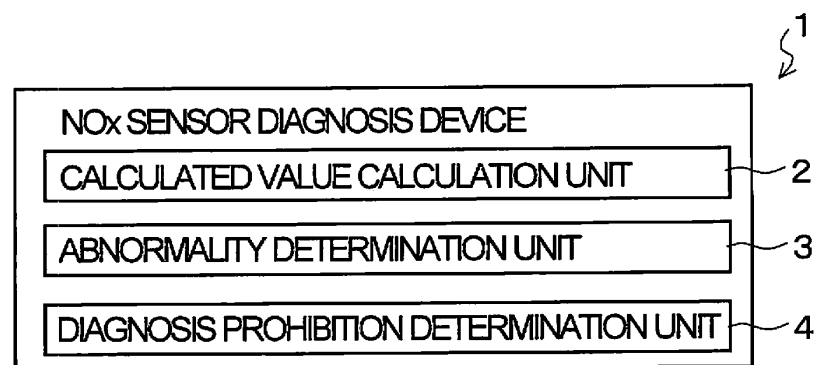 1
NOx SENSOR DIAGNOSIS DEVICE
CALCULATED VALUE CALCULATION UNIT 2
ABNORMALITY DETERMINATION UNIT 3
DIAGNOSIS PROHIBITION DETERMINATION UNIT 4